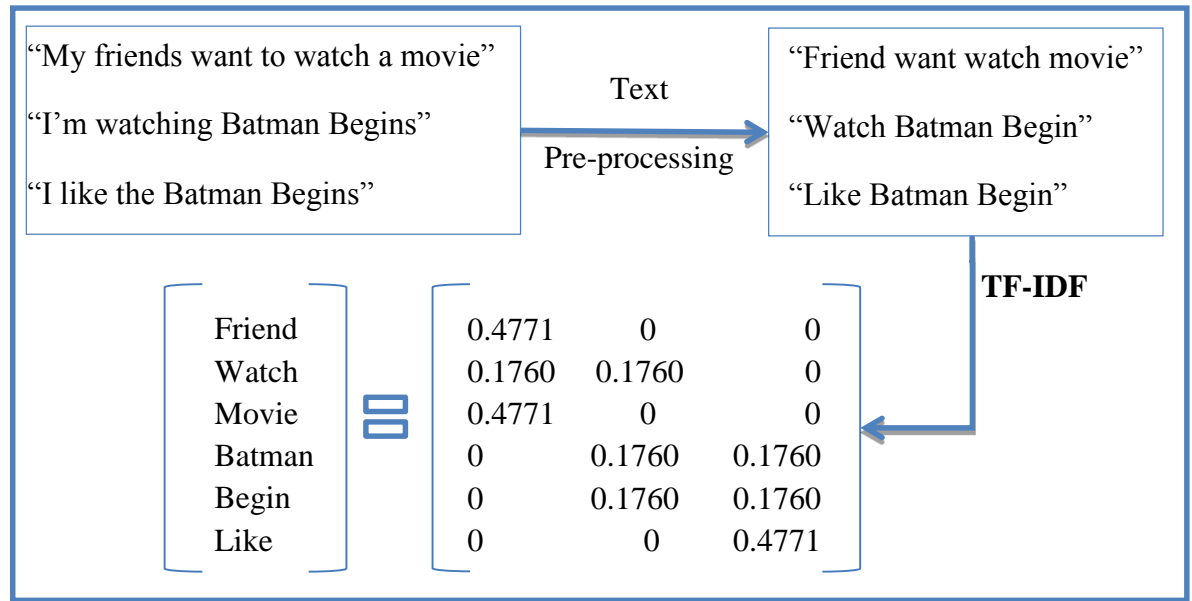 “My friends want to watch a movie”
“I’m watching Batman Begins”
“I like the Batman Begins”
Text
Pre-processing
“Friend want watch movie”
“Watch Batman Begin”
“Like Batman Begin”
TF-IDF
Friend 0.4771 0 0
Watch 0.1760 0.1760 0
Movie 0.4771 0 0
Batman 0 0.1760 0.1760
Begin 0 0.1760 0.1760
Like 0 0 0.4771